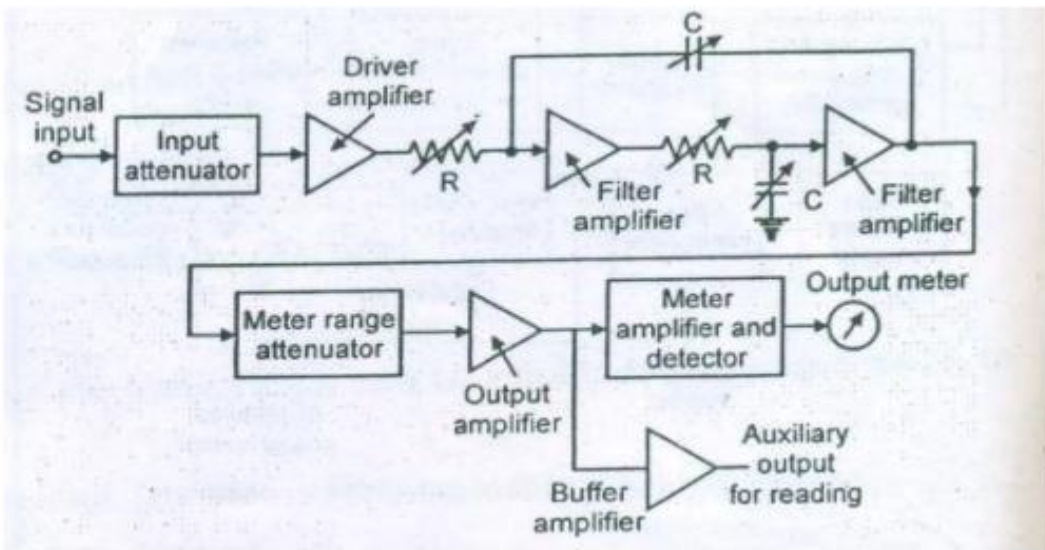 Signal
input
Input
attenuator
Driver
amplifier
R
C
Filter
amplifier
R
C
Filter
amplifier
Meter range
attenuator
Output
amplifier
Meter
amplifier and
detector
Output meter
Buffer
amplifier
Auxiliary
output
for reading